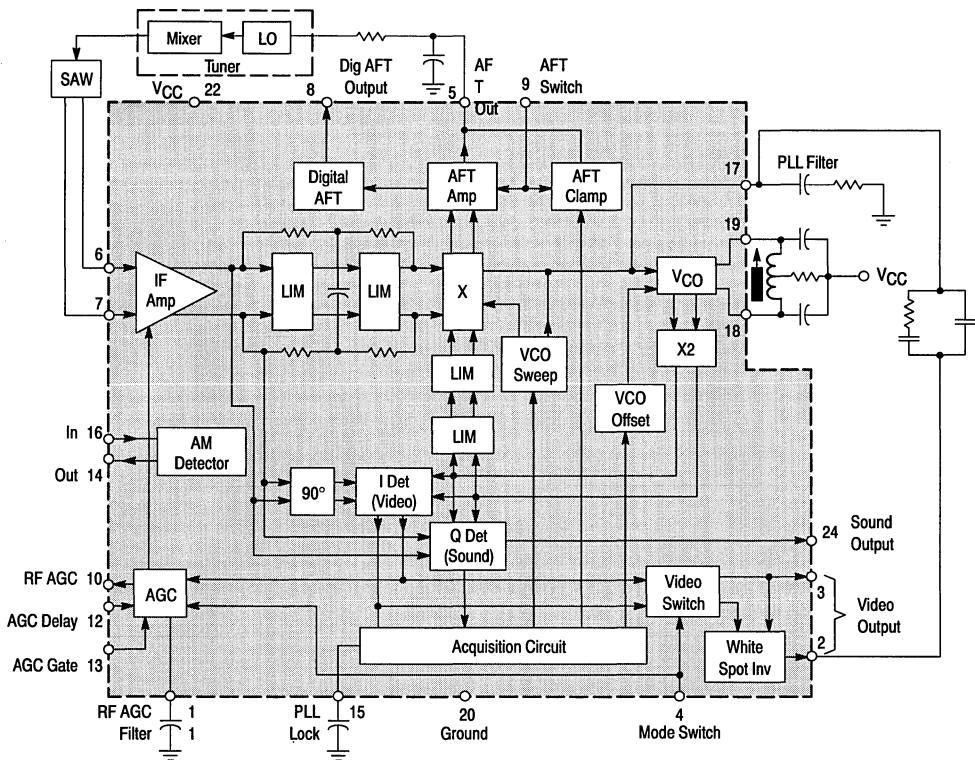 Mixer
LO
Tuner
SAW
VCC 22
Dig AFT
8 Output
AF
5 T
Out
9 AFT
Switch
Digital
AFT
AFT
Amp
AFT
Clamp
17
PLL Filter
19
6
IF
Amp
7
LIM
LIM
X
VCO
VCC
18
X2
VCO
Sweep
LIM
VCO
Offset
LIM
In 16
AM
Detector
Out 14
90°
I Det
(Video)
Q Det
(Sound)
24 Sound
Output
RF AGC 10
AGC
AGC Delay 12
AGC Gate 13
Video
Switch
3
Video
Output
2
White
Spot Inv
Acquisition Circuit
RF AGC 1
Filter 1
PLL 15
Lock
20
Ground
4
Mode Switch